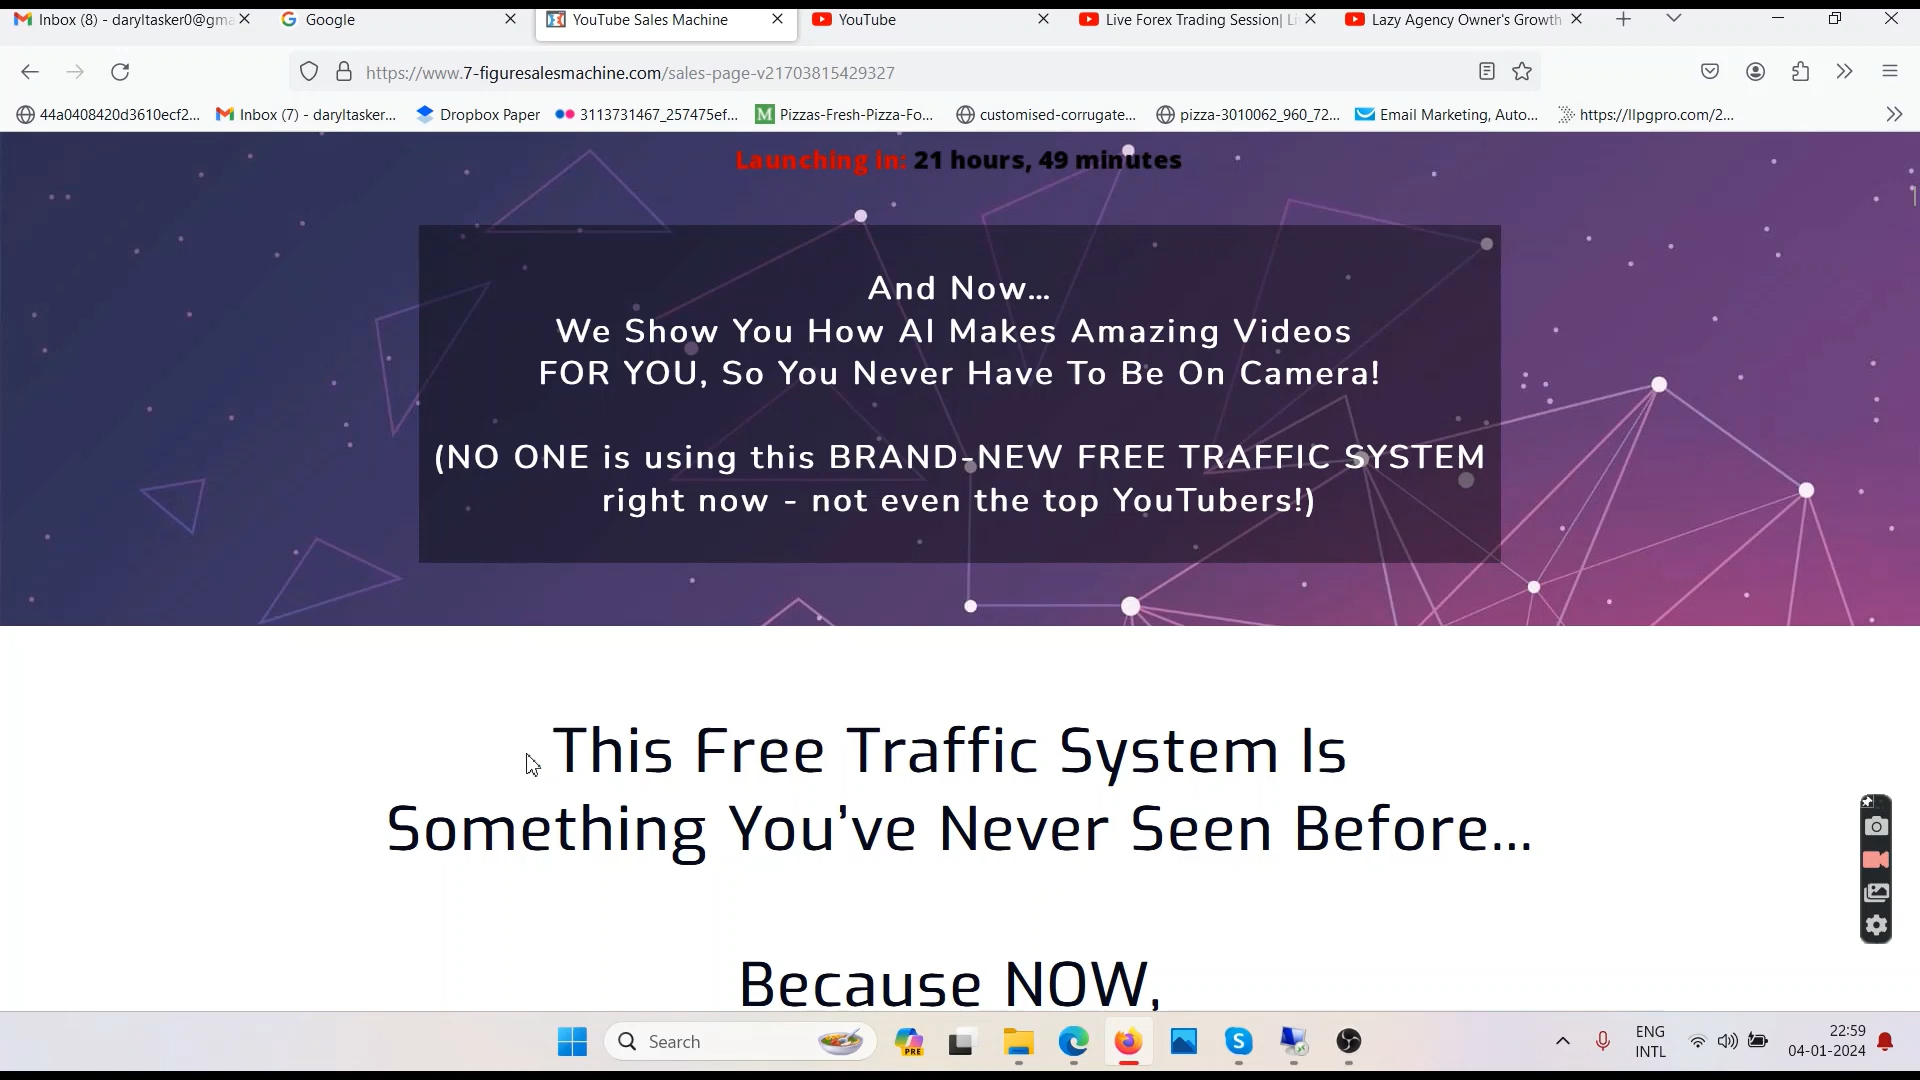 Inbox (8) - daryltasker0@gma
Google
YouTube Sales Machine
YouTube
Live Forex Trading Session| Li
Lazy Agency Owner's Growth
https://www.7-figuresalesmachine.com/sales-page-v21703815429327
44a0408420d3610ecf2...
Inbox (7) - daryltasker...
Dropbox Paper
3113731467_257475ef...
Pizzas-Fresh-Pizza-Fo...
customised-corrugate...
pizza-3010062_960_72...
Email Marketing, Auto...
https://llpgpro.com/2...
Launching in: 21 hours, 49 minutes
And Now...
We Show You How AI Makes Amazing Videos
FOR YOU, So You Never Have To Be On Camera!
(NO ONE is using this BRAND-NEW FREE TRAFFIC SYSTEM
right now - not even the top YouTubers!)
This Free Traffic System Is
Something You’ve Never Seen Before...
Because NOW,
Search
PRE
ENG
INTL
22:59
04-01-2024